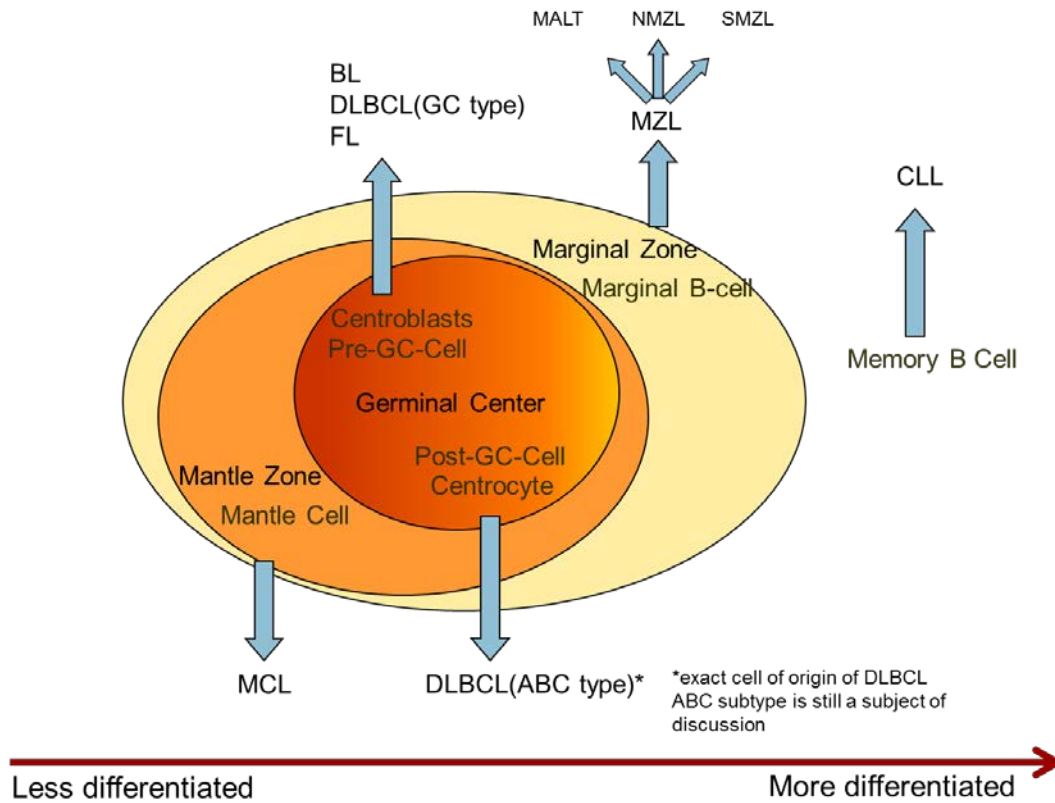 MALT NMZL SMZL
BL
DLBCL(GC type)
FL
MZL
CLL
Marginal Zone
Marginal B-cell
Centroblasts
Pre-GC-Cell
Memory B Cell
Germinal Center
Post-GC-Cell
Centrocyte
Mantle Zone
Mantle Cell
MCL
DLBCL(ABC type)*
*exact cell of origin of DLBCL
ABC subtype is still a subject of
discussion
Less differentiated
More differentiated